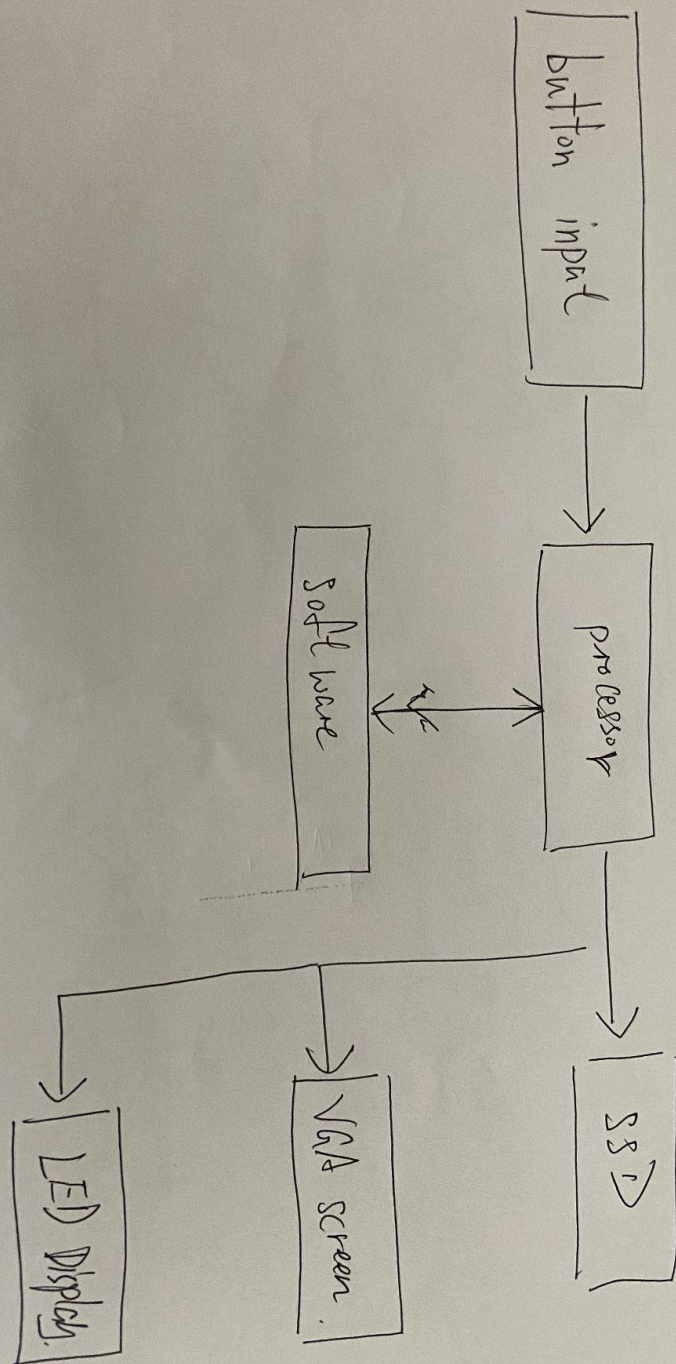 button input
processor
SSD
software
VGA screen.
LED Display.